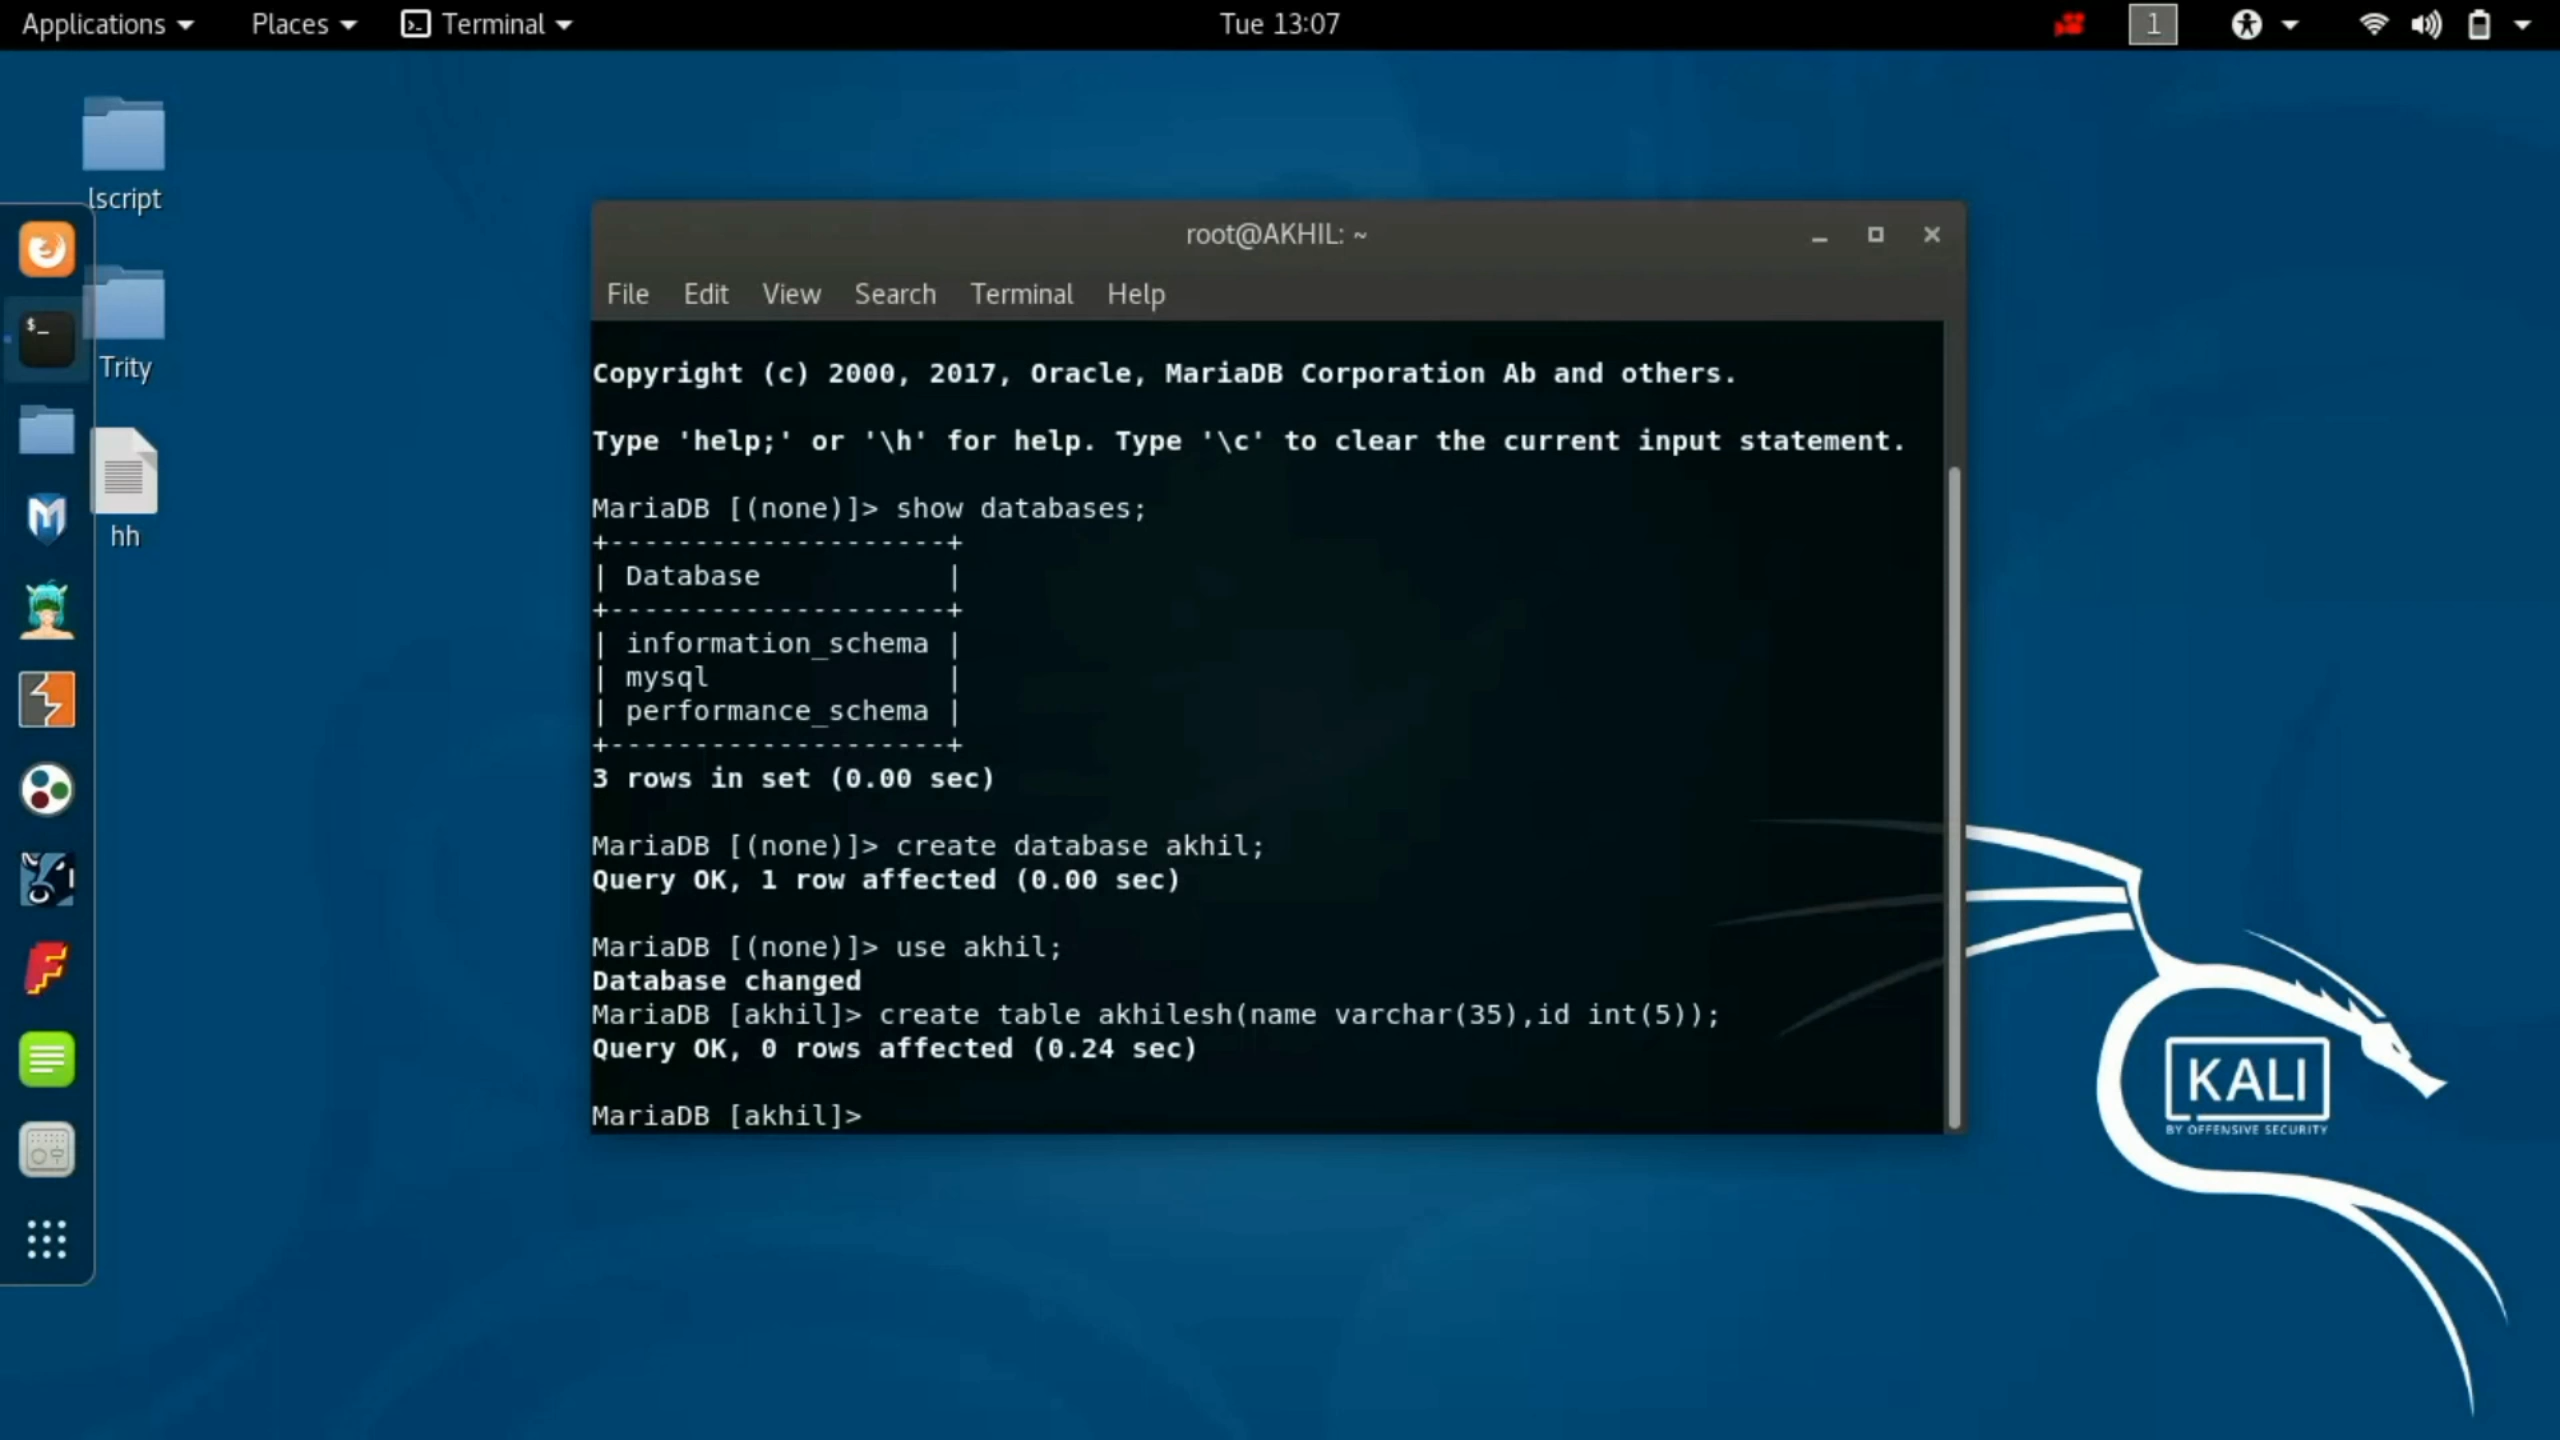 Applications Places Terminal Tue 13:07 1
lscript
Trity
hh
$_
root@AKHIL: ~
File Edit View Search Terminal Help
Copyright (c) 2000, 2017, Oracle, MariaDB Corporation Ab and others.
Type 'help;' or '\h' for help. Type '\c' to clear the current input statement.
MariaDB [(none)]> show databases;
+--------------------+
| Database           |
+--------------------+
| information_schema |
| mysql              |
| performance_schema |
+--------------------+
3 rows in set (0.00 sec)
MariaDB [(none)]> create database akhil;
Query OK, 1 row affected (0.00 sec)
MariaDB [(none)]> use akhil;
Database changed
MariaDB [akhil]> create table akhilesh(name varchar(35),id int(5));
Query OK, 0 rows affected (0.24 sec)
MariaDB [akhil]>
KALI
BY OFFENSIVE SECURITY